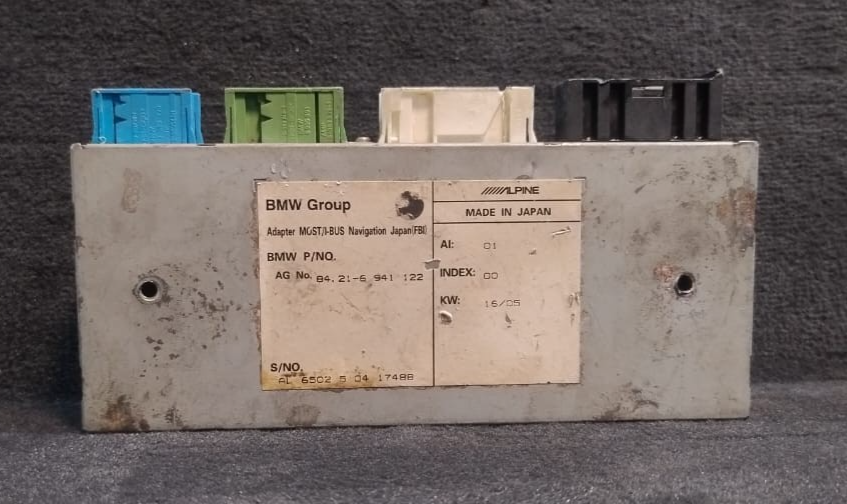 BMW Group
Adapter MOST/I-BUS Navigation Japan(FBI)
BMW P/NO.
AG No. 84.21-6 941 122
S/NO.
AL 6502 5 04 1748B
ALPINE
MADE IN JAPAN
AI: 01
INDEX: 00
KW: 16/05